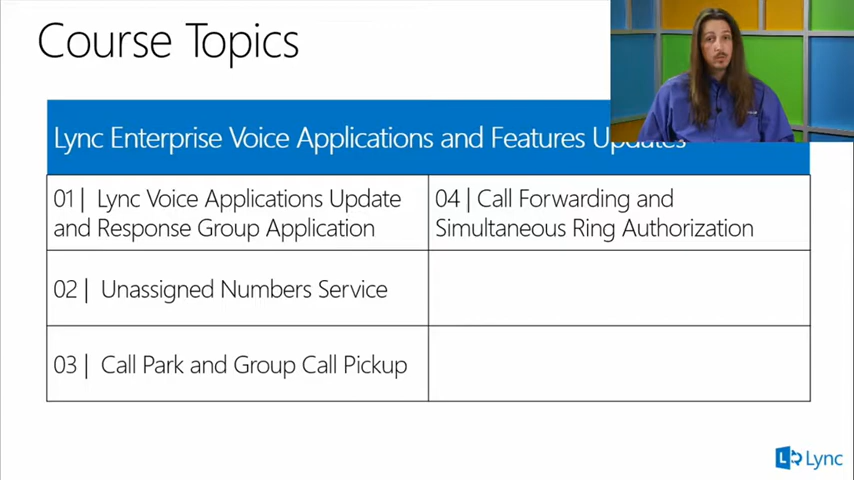 Course Topics
Lync Enterprise Voice Applications and Features Updates
01 | Lync Voice Applications Update
and Response Group Application
04 | Call Forwarding and
Simultaneous Ring Authorization
02 | Unassigned Numbers Service
03 | Call Park and Group Call Pickup
Lync